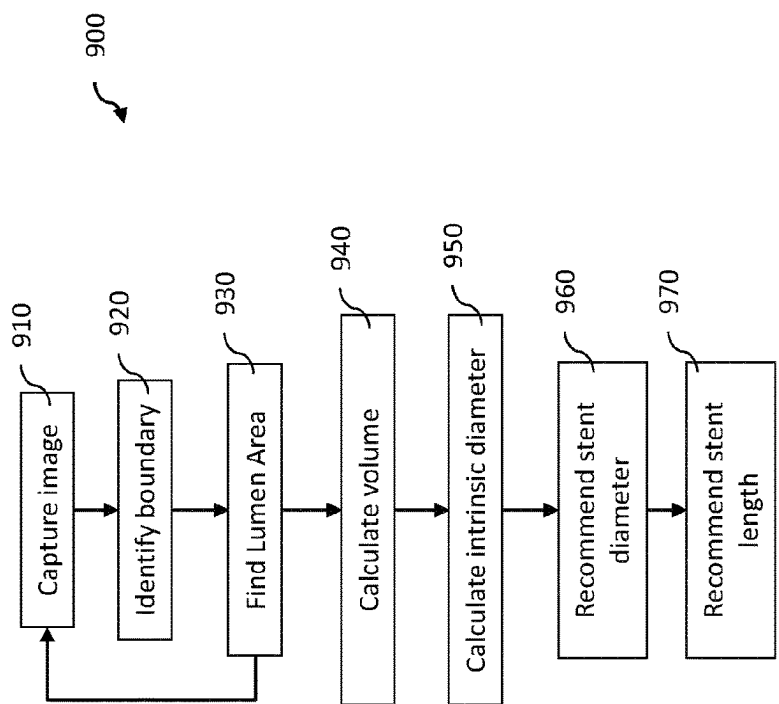 900
910
Capture image
920
Identify boundary
930
Find Lumen Area
940
Calculate volume
950
Calculate intrinsic diameter
960
Recommend stent
diameter
970
Recommend stent
length